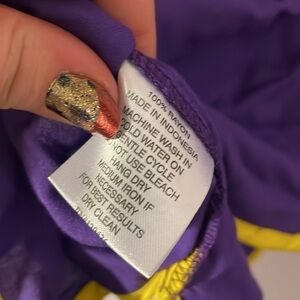 100% RAYON
MADE IN INDONESIA
MACHINE WASH IN
COLD WATER ON
GENTLE CYCLE
NOT USE BLEACH
HANG DRY
MEDIUM IRON IF
NECESSARY
FOR BEST RESULTS
DRY CLEAN